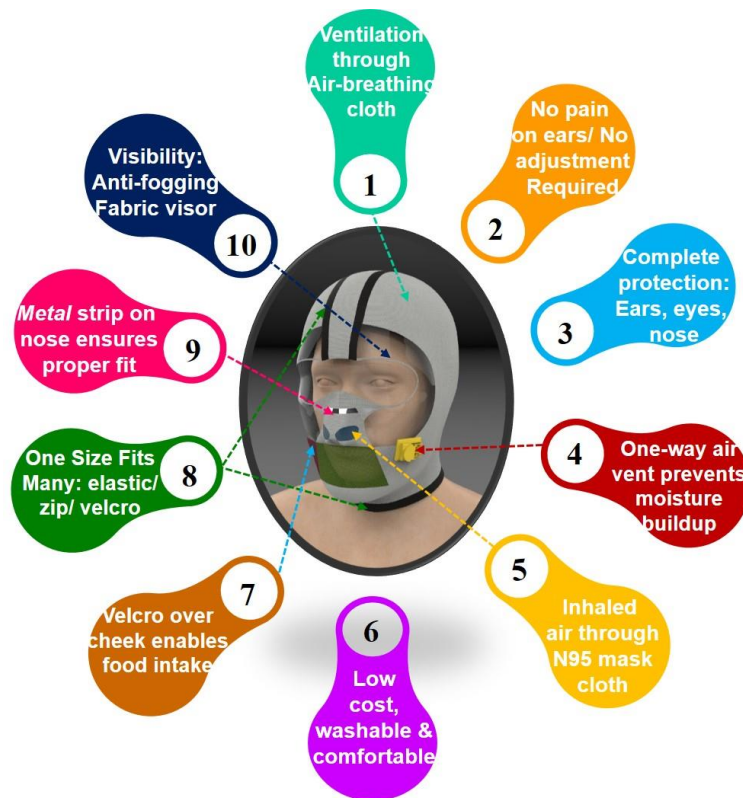 Ventilation
through
Air-breathing
cloth
1
No pain
on ears/ No
adjustment
Required
2
Complete
protection:
Ears, eyes,
nose
3
One-way air
vent prevents
moisture
buildup
4
Inhaled
air through
N95 mask
cloth
5
Low
cost,
washable &
comfortable
6
Velcro over
cheek enables
food intake
7
One Size Fits
Many: elastic/
zip/ velcro
8
Metal strip on
nose ensures
proper fit
9
Visibility:
Anti-fogging
Fabric visor
10